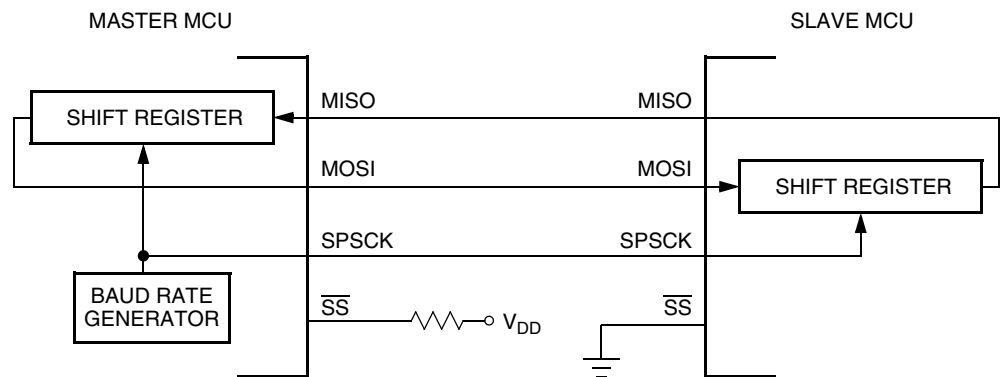 MASTER MCU
SLAVE MCU
SHIFT REGISTER
MISO
MISO
MOSI
MOSI
SHIFT REGISTER
SPSCK
SPSCK
BAUD RATE
GENERATOR
SS
VDD
SS